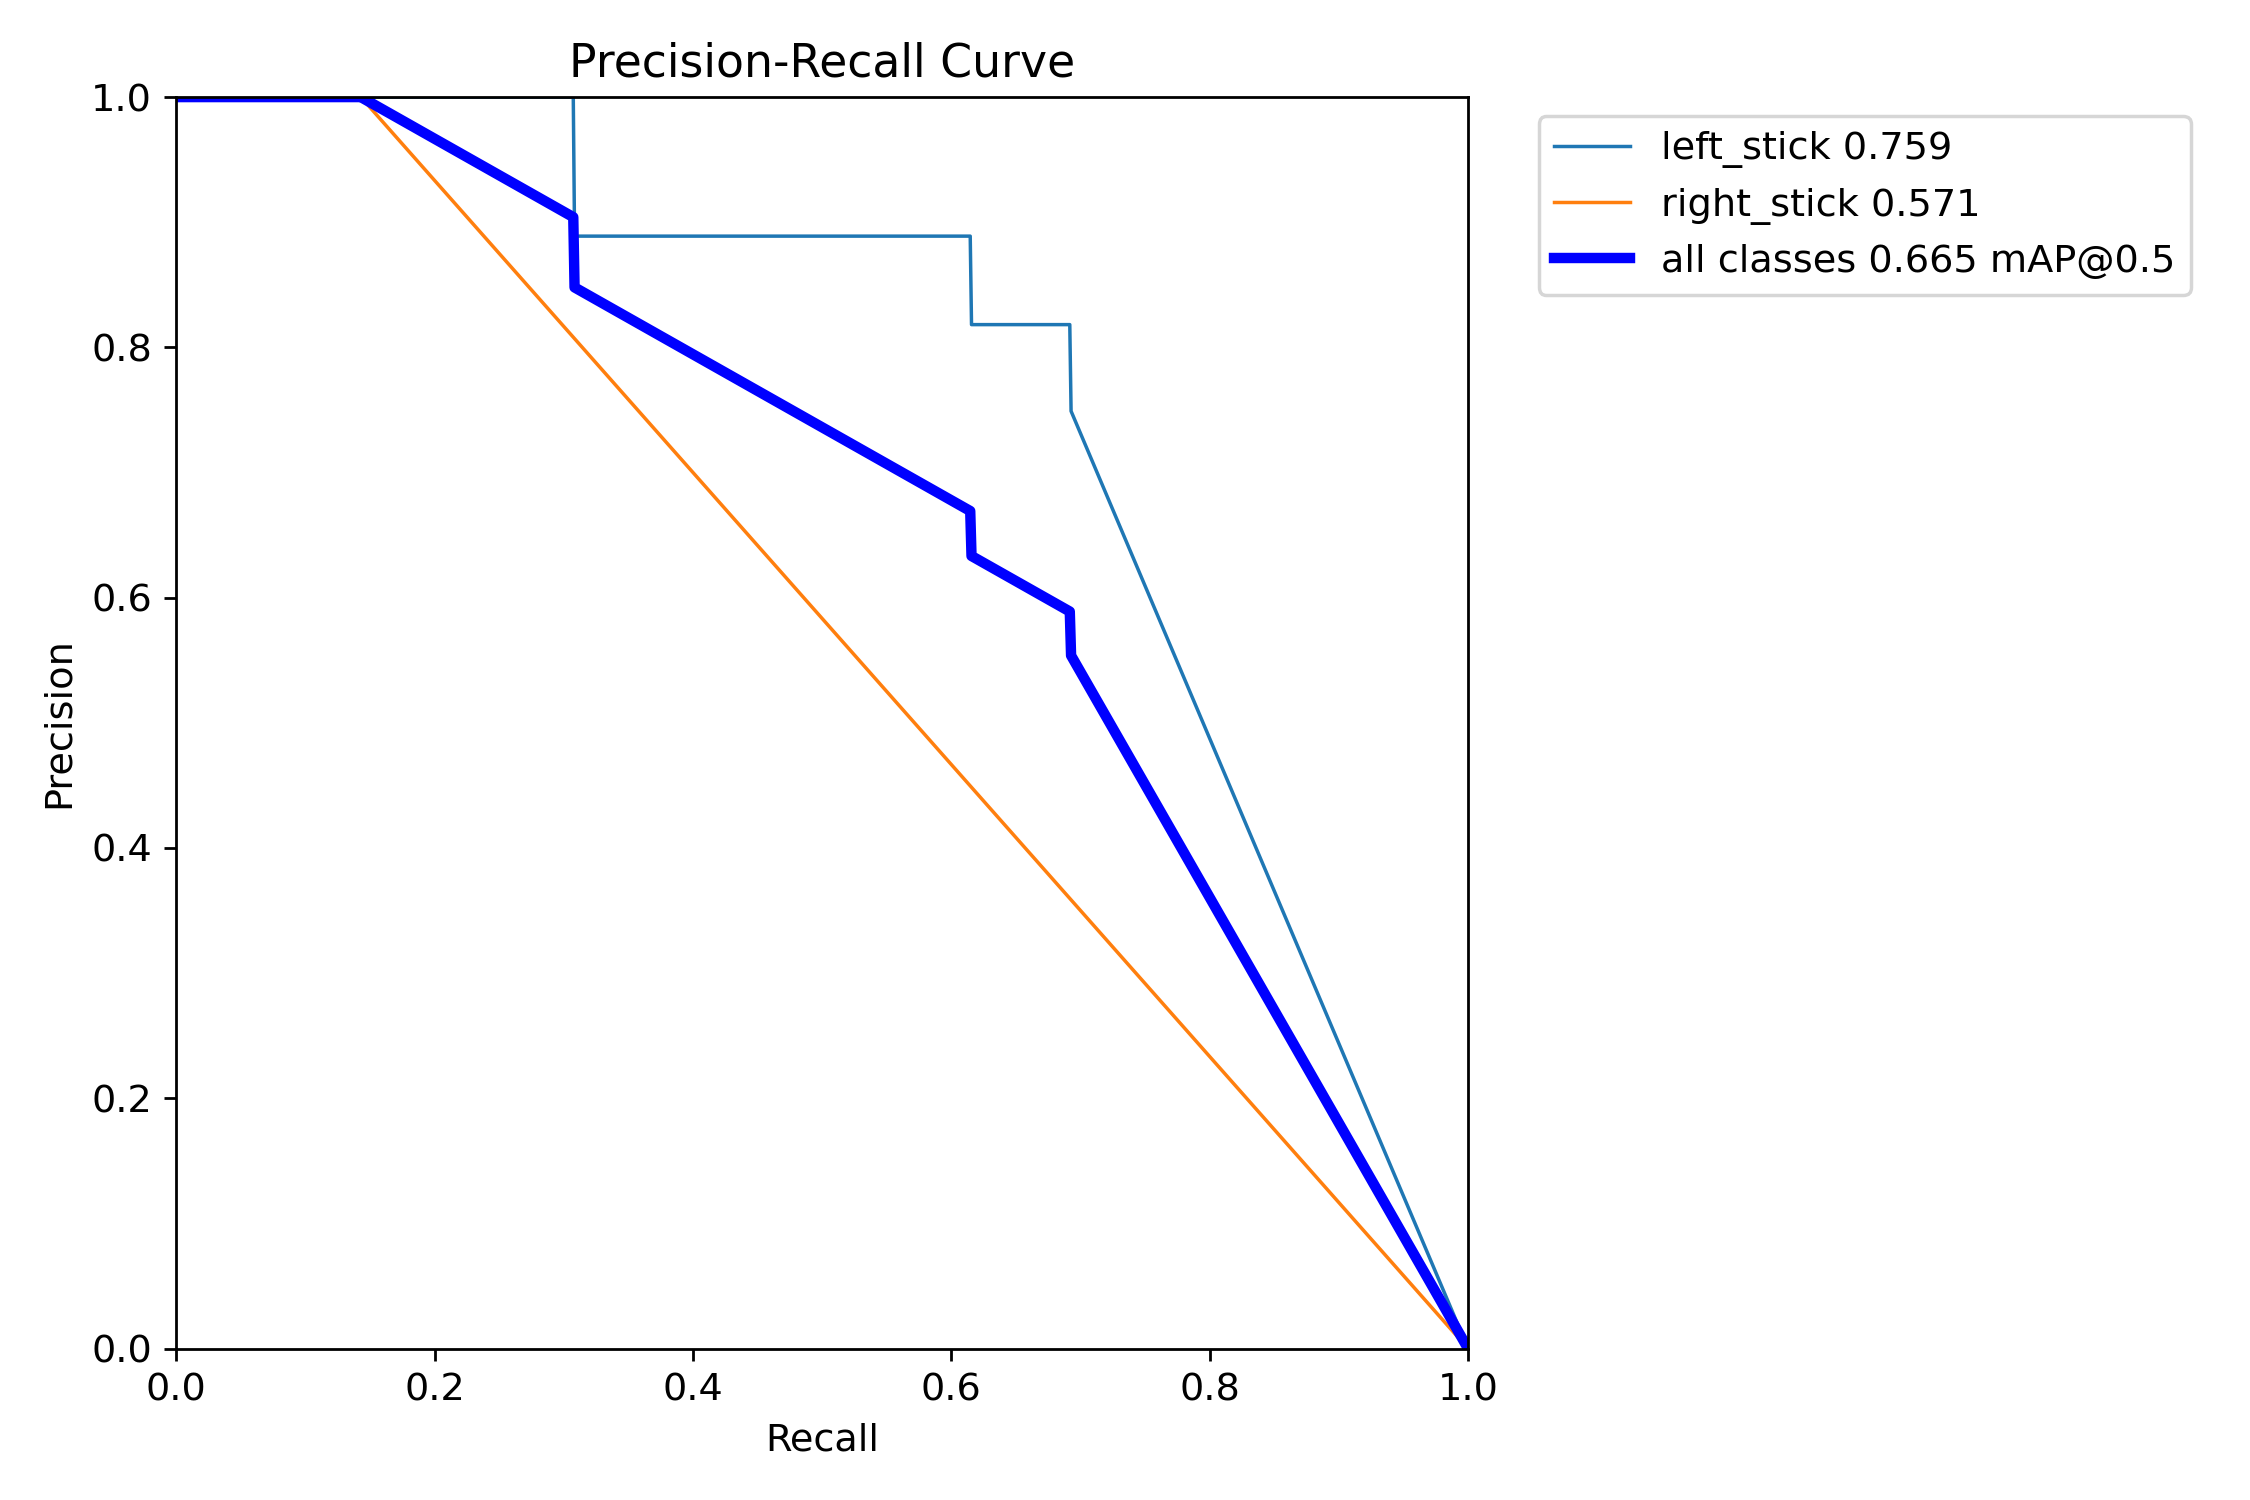 Precision-Recall Curve
1.0
0.8
0.6
0.4
0.2
0.0
Precision
0.0 0.2 0.4 0.6 0.8 1.0
Recall
left_stick 0.759
right_stick 0.571
all classes 0.665 mAP@0.5